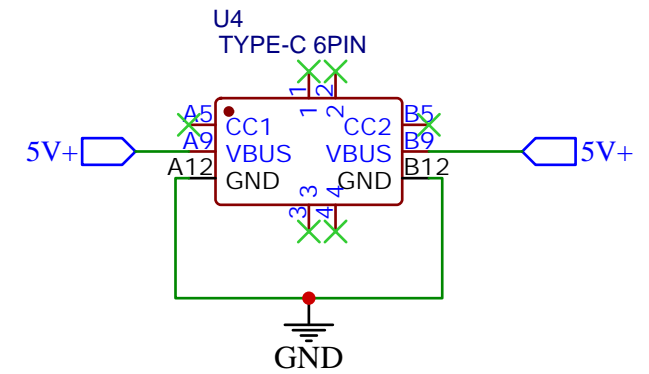 U4
TYPE-C 6PIN
1 2
A5 1 2 B5
CC1 CC2
5V+ A9 VBUS VBUS B9 5V+
A12 GND GND B12
3 4
3 4
GND